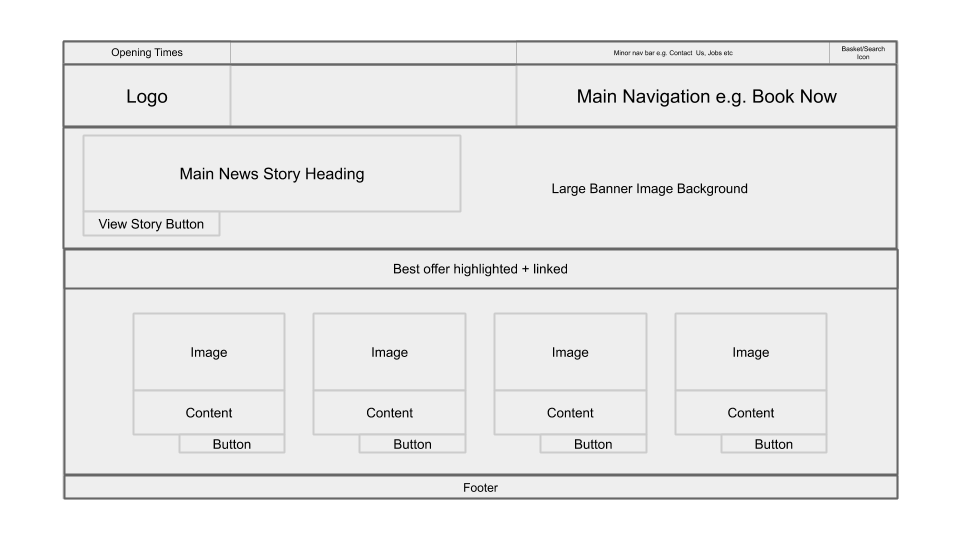 Opening Times
Minor nav bar e.g. Contact  Us, Jobs etc
Basket/Search
Icon
Logo
Main Navigation e.g. Book Now
Main News Story Heading
Large Banner Image Background
View Story Button
Best offer highlighted + linked
Image
Image
Image
Image
Content
Content
Content
Content
Button
Button
Button
Button
Footer